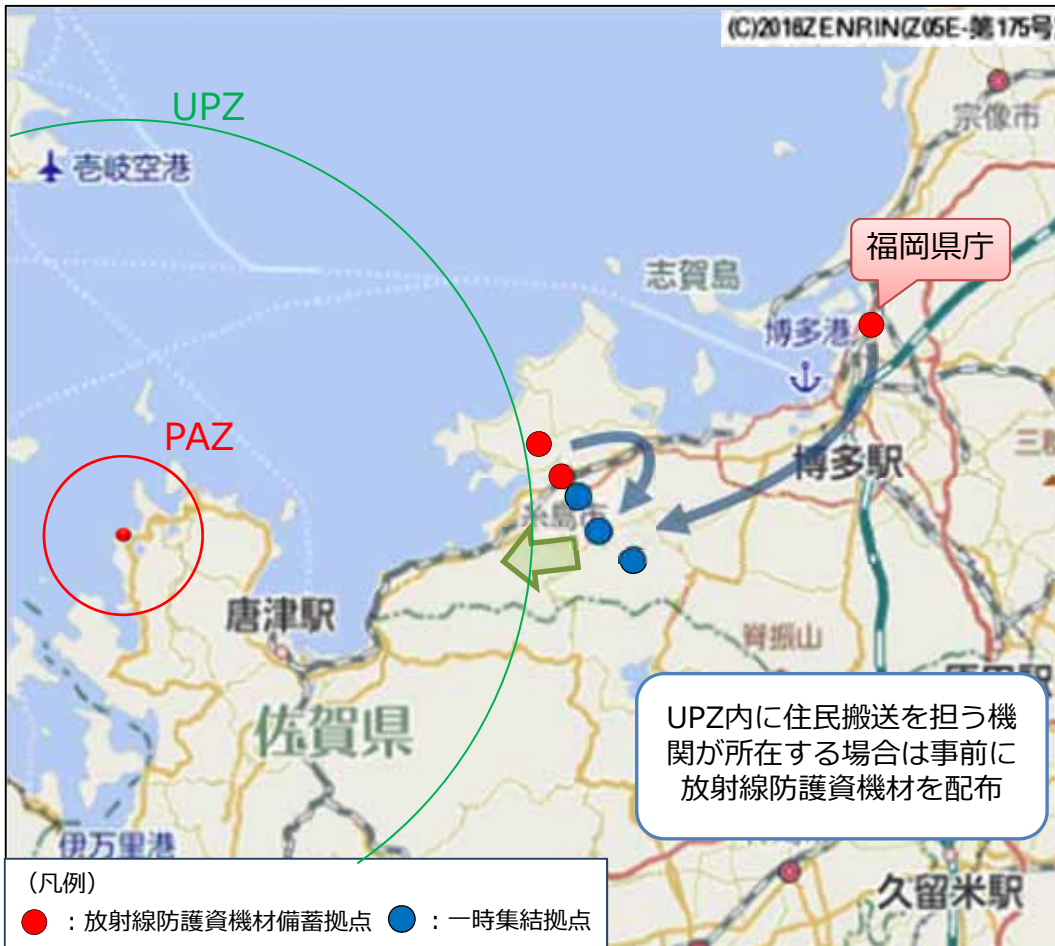 (C)2016ZENRIN(Z05E-第175号)
宗像市
UPZ
壱岐空港
福岡県庁
志賀島
博多港
PAZ
博多駅
糸島市
唐津駅
脊振山
佐賀県
UPZ内に住民搬送を担う機
関が所在する場合は事前に
放射線防護資機材を配布
伊万里港
久留米駅
(凡例)
:放射線防護資機材備蓄拠点 :一時集結拠点